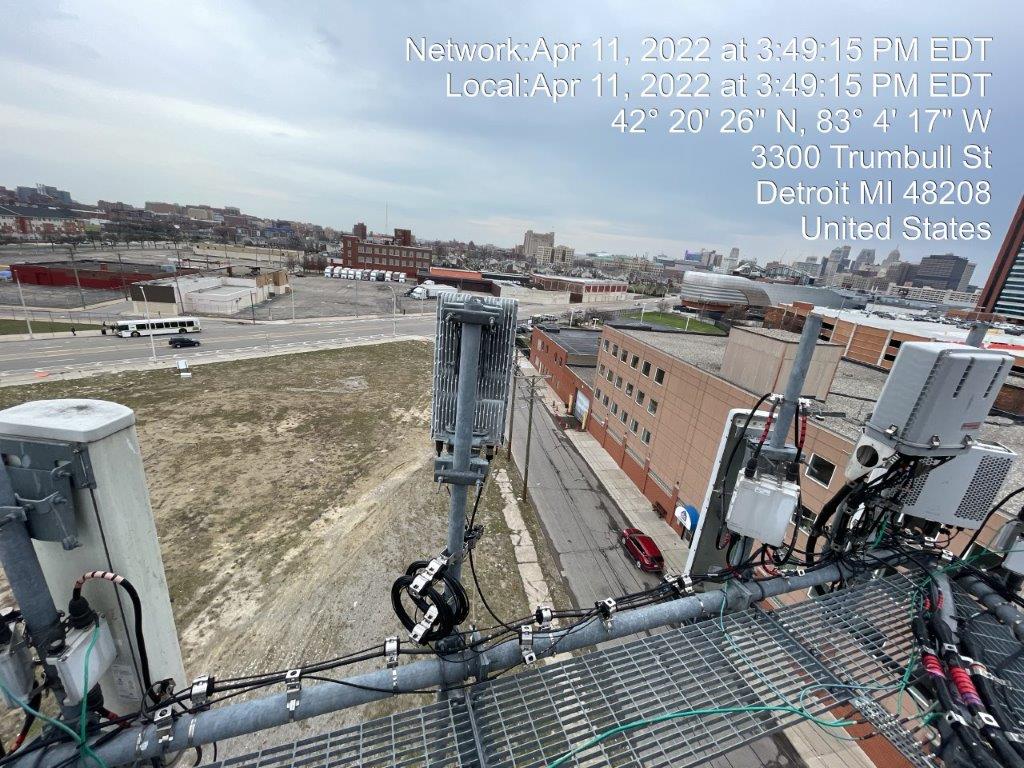 Network:Apr 11, 2022 at 3:49:15 PM EDT
Local:Apr 11, 2022 at 3:49:15 PM EDT
42° 20' 26" N, 83° 4' 17" W
3300 Trumbull St
Detroit MI 48208
United States